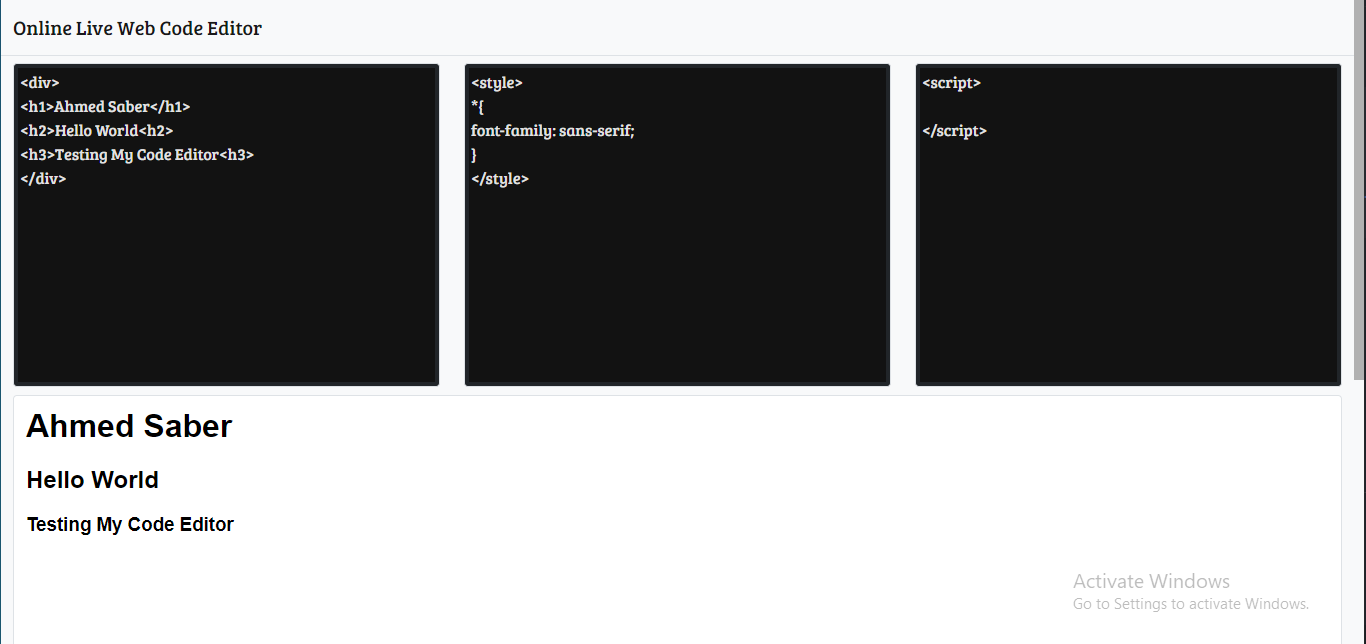 Online Live Web Code Editor
<div>
<h1>Ahmed Saber</h1>
<h2>Hello World<h2>
<h3>Testing My Code Editor<h3>
</div>
<style>
*{
font-family: sans-serif;
}
</style>
<script>
</script>
Ahmed Saber
Hello World
Testing My Code Editor
Activate Windows
Go to Settings to activate Windows.